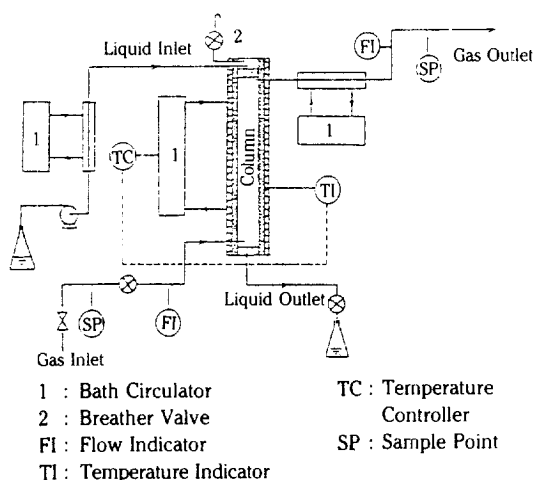 2
Liquid Inlet
FI
Gas Outlet
SP
1
1
TC
1
Column
TI
Liquid Outlet
SP
FI
Gas Inlet
1 : Bath Circulator
2 : Breather Valve
FI : Flow Indicator
TI : Temperature Indicator
TC : Temperature
Controller
SP : Sample Point